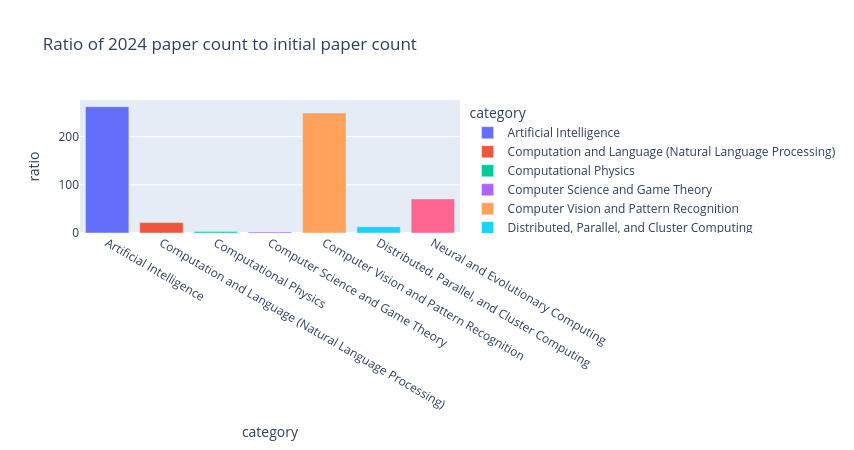 Ratio of 2024 paper count to initial paper count
ratio
200
100
0
category
Artificial Intelligence
Computation and Language (Natural Language Processing)
Computational Physics
Computer Science and Game Theory
Computer Vision and Pattern Recognition
Distributed, Parallel, and Cluster Computing
Artificial Intelligence
Computation and Language (Natural Language Processing)
Computational Physics
Computer Science and Game Theory
Computer Vision and Pattern Recognition
Distributed, Parallel, and Cluster Computing
Neural and Evolutionary Computing
category